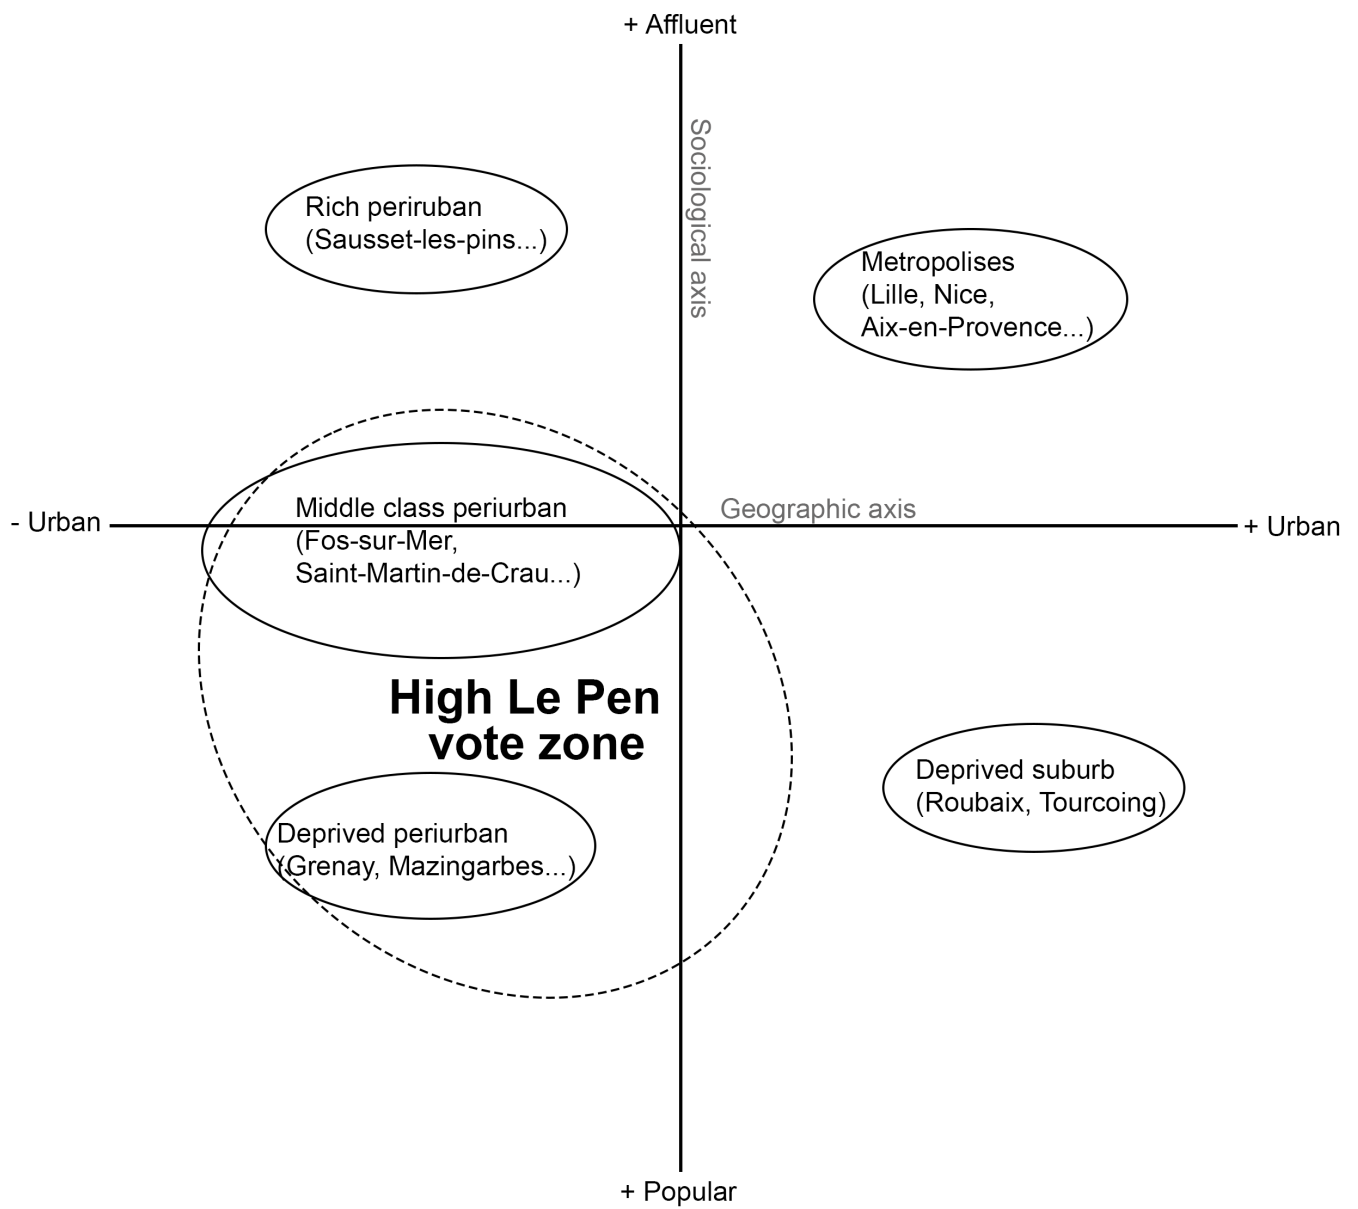 + Affluent
Sociological axis
Rich periruban
(Sausset-les-pins...)
Metropolises
(Lille, Nice,
Aix-en-Provence...)
Middle class periurban
(Fos-sur-Mer,
Saint-Martin-de-Crau...)
- Urban
Geographic axis
+ Urban
High Le Pen
vote zone
Deprived suburb
(Roubaix, Tourcoing)
Deprived periurban
(Grenay, Mazingarbes...)
+ Popular